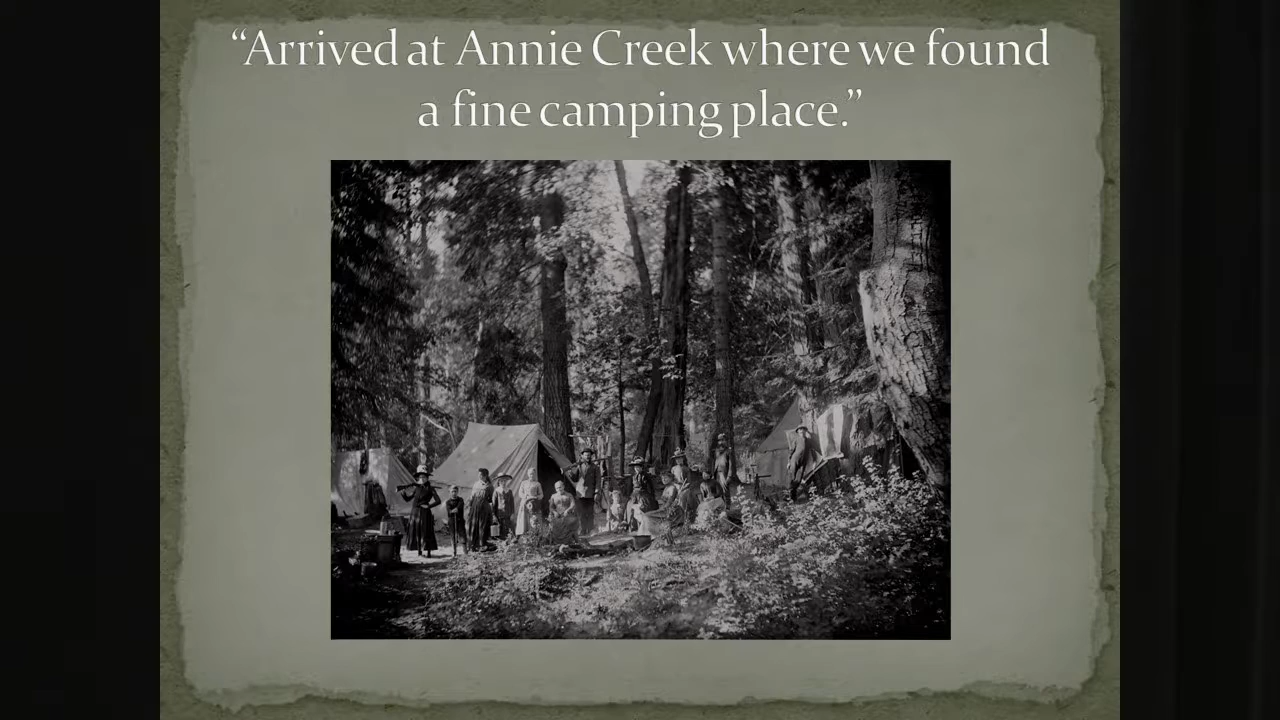 “Arrived at Annie Creek where we found
a fine camping place.”